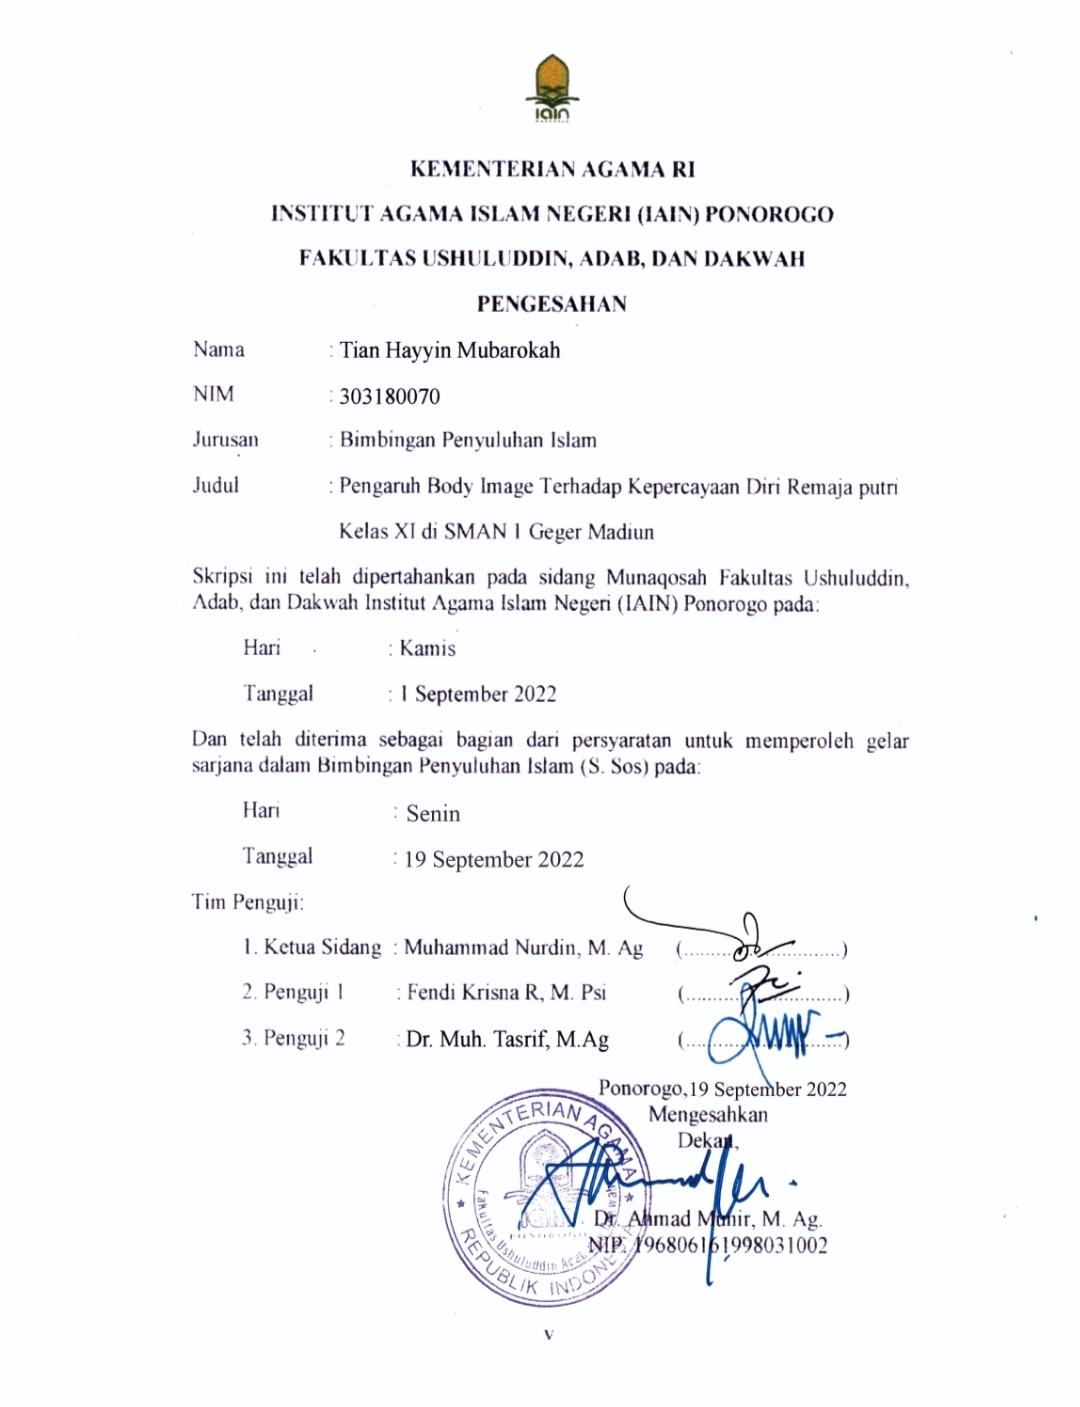 iain
PONOROGO
KEMENTERIAN AGAMA RI
INSTITUT AGAMA ISLAM NEGERI (IAIN) PONOROGO
FAKULTAS USHULUDDIN, ADAB, DAN DAKWAH
PENGESAHAN
Nama : Tian Hayyin Mubarokah
NIM : 303180070
Jurusan : Bimbingan Penyuluhan Islam
Judul : Pengaruh Body Image Terhadap Kepercayaan Diri Remaja putri
Kelas XI di SMAN 1 Geger Madiun
Skripsi ini telah dipertahankan pada sidang Munaqosah Fakultas Ushuluddin,
Adab, dan Dakwah Institut Agama Islam Negeri (IAIN) Ponorogo pada:
Hari : Kamis
Tanggal : 1 September 2022
Dan telah diterima sebagai bagian dari persyaratan untuk memperoleh gelar
sarjana dalam Bimbingan Penyuluhan Islam (S. Sos) pada:
Hari : Senin
Tanggal : 19 September 2022
Tim Penguji:
1. Ketua Sidang : Muhammad Nurdin, M. Ag (..............................)
2. Penguji 1 : Fendi Krisna R, M. Psi (..............................)
3. Penguji 2 : Dr. Muh. Tasrif, M.Ag (..............................)
Ponorogo,19 September 2022
Mengesahkan
Dekan,
KEMENTERIAN AGAMA
REPUBLIK INDONESIA
Fakultas Ushuluddin
PONOROGO
Dr. Ahmad Munir, M. Ag.
NIP. 196806161998031002
v